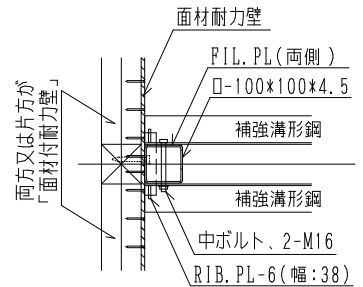 面材耐力壁
FIL.PL(両側)
□-100*100*4.5
補強溝形鋼
補強溝形鋼
中ボルト、2-M16
RIB.PL-6(幅:38)
両方又は片方が
「面材付耐力壁」